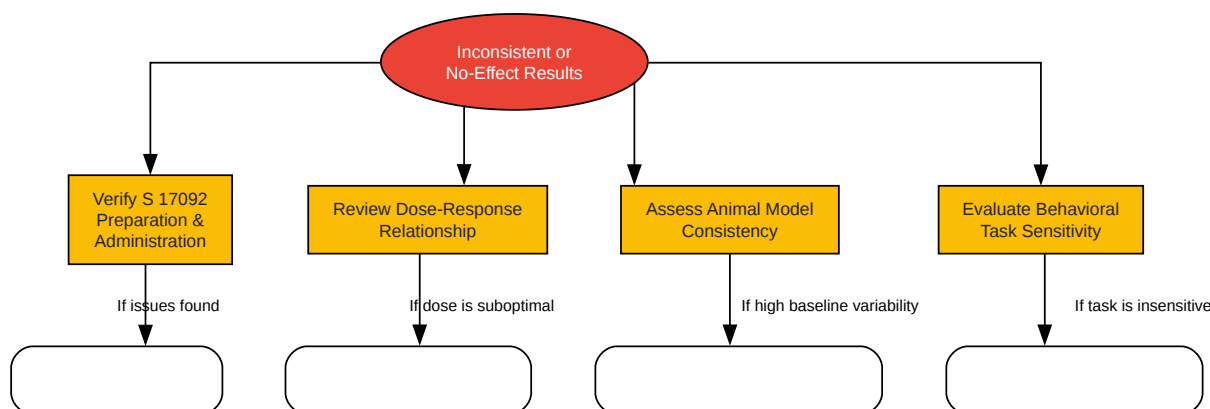 Inconsistent or
No-Effect Results
Verify S 17092
Preparation &
Administration
Review Dose-Response
Relationship
Assess Animal Model
Consistency
Evaluate Behavioral
Task Sensitivity
If issues found
If dose is suboptimal
If high baseline variability
If task is insensitive